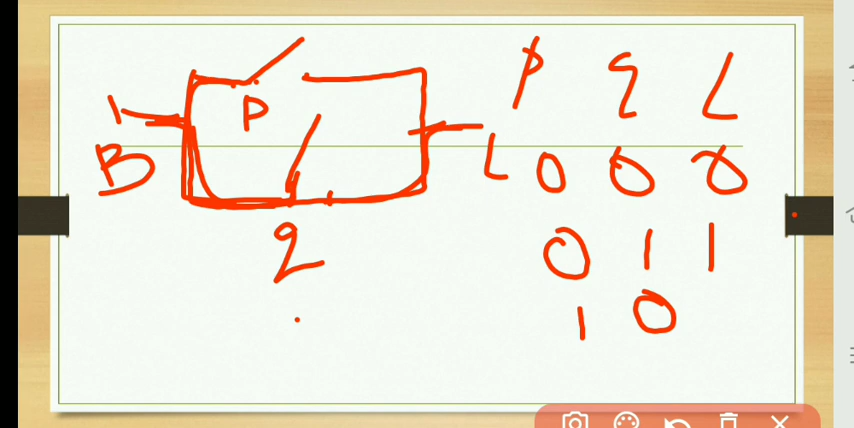 P q L
P
B L 0 0 0
q 0 1 1
1 0